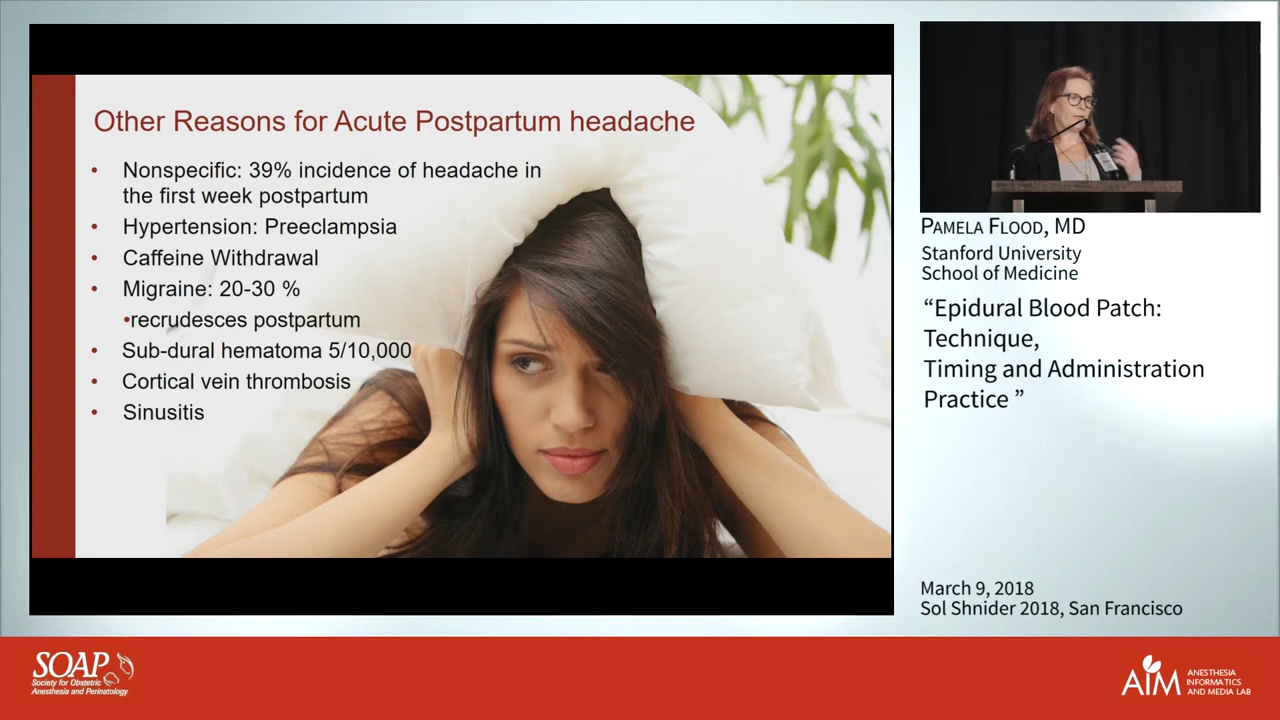 Other Reasons for Acute Postpartum headache
• Nonspecific: 39% incidence of headache in
the first week postpartum
• Hypertension: Preeclampsia
• Caffeine Withdrawal
• Migraine: 20-30 %
•recrudesces postpartum
• Sub-dural hematoma 5/10,000
• Cortical vein thrombosis
• Sinusitis
PAMELA FLOOD, MD
Stanford University
School of Medicine
“Epidural Blood Patch:
Technique,
Timing and Administration
Practice ”
March 9, 2018
Sol Shnider 2018, San Francisco
SOAP
Society for Obstetric
Anesthesia and Perinatology
AIM
ANESTHESIA
INFORMATICS
AND MEDIA LAB